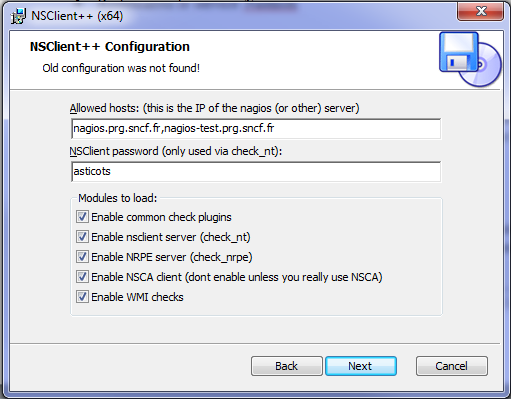 NSClient++ (x64)
NSClient++ Configuration
Old configuration was not found!
Allowed hosts: (this is the IP of the nagios (or other) server)
nagios.prg.sncf.fr,nagios-test.prg.sncf.fr
NSClient password (only used via check_nt):
asticots
Modules to load:
Enable common check plugins
Enable nsclient server (check_nt)
Enable NRPE server (check_nrpe)
Enable NSCA client (dont enable unless you really use NSCA)
Enable WMI checks
Back Next Cancel